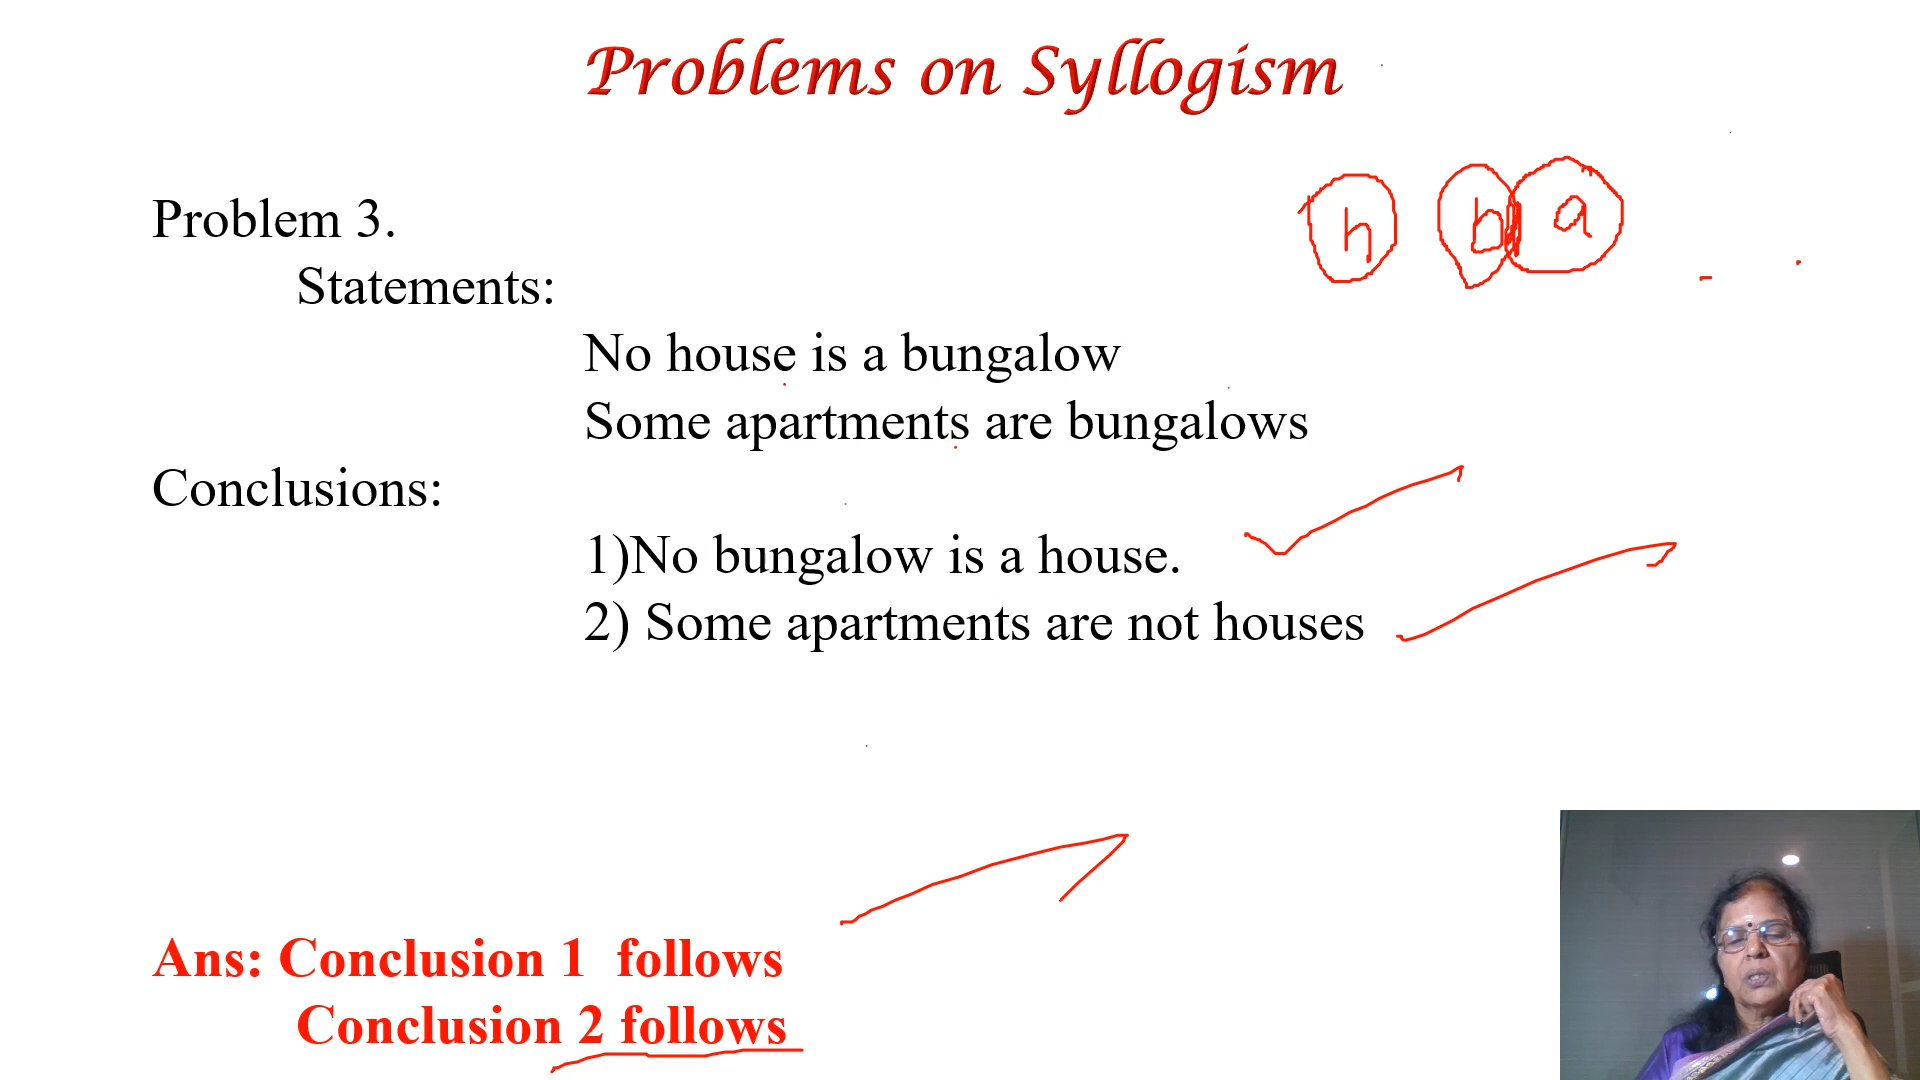 Problems on Syllogism
h b a
Problem 3.
Statements:
No house is a bungalow
Some apartments are bungalows
Conclusions:
1)No bungalow is a house.
2) Some apartments are not houses
Ans: Conclusion 1 follows
Conclusion 2 follows